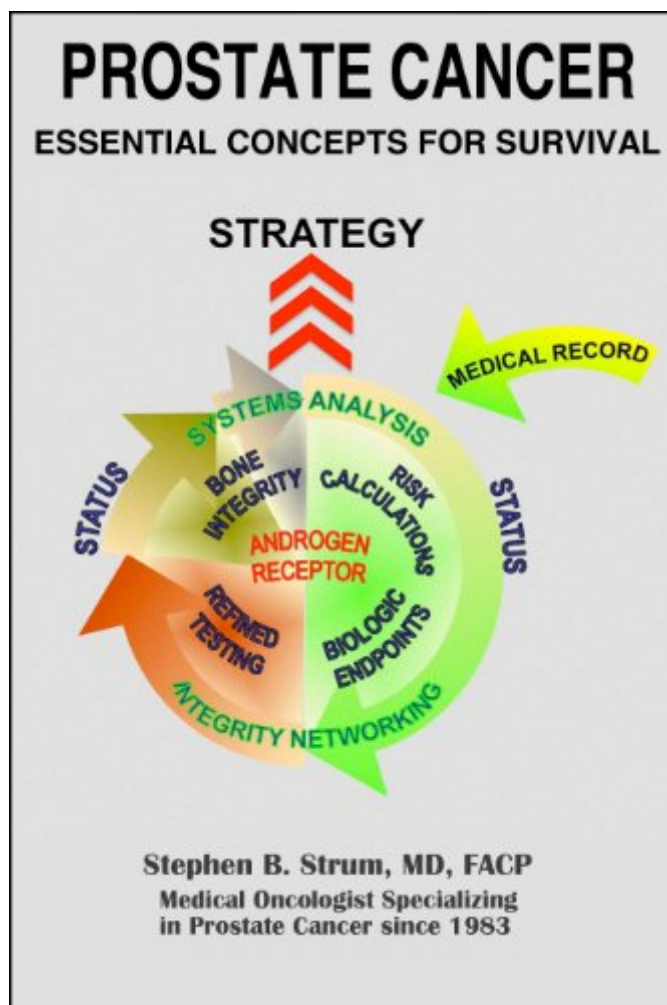 PROSTATE CANCER
ESSENTIAL CONCEPTS FOR SURVIVAL
STRATEGY
MEDICAL RECORD
SYSTEMS ANALYSIS
STATUS
BONE
INTEGRITY
RISK
CALCULATIONS
STATUS
ANDROGEN
RECEPTOR
REFINED
TESTING
BIOLOGIC
ENDPOINTS
INTEGRITY NETWORKING
Stephen B. Strum, MD, FACP
Medical Oncologist Specializing
in Prostate Cancer since 1983